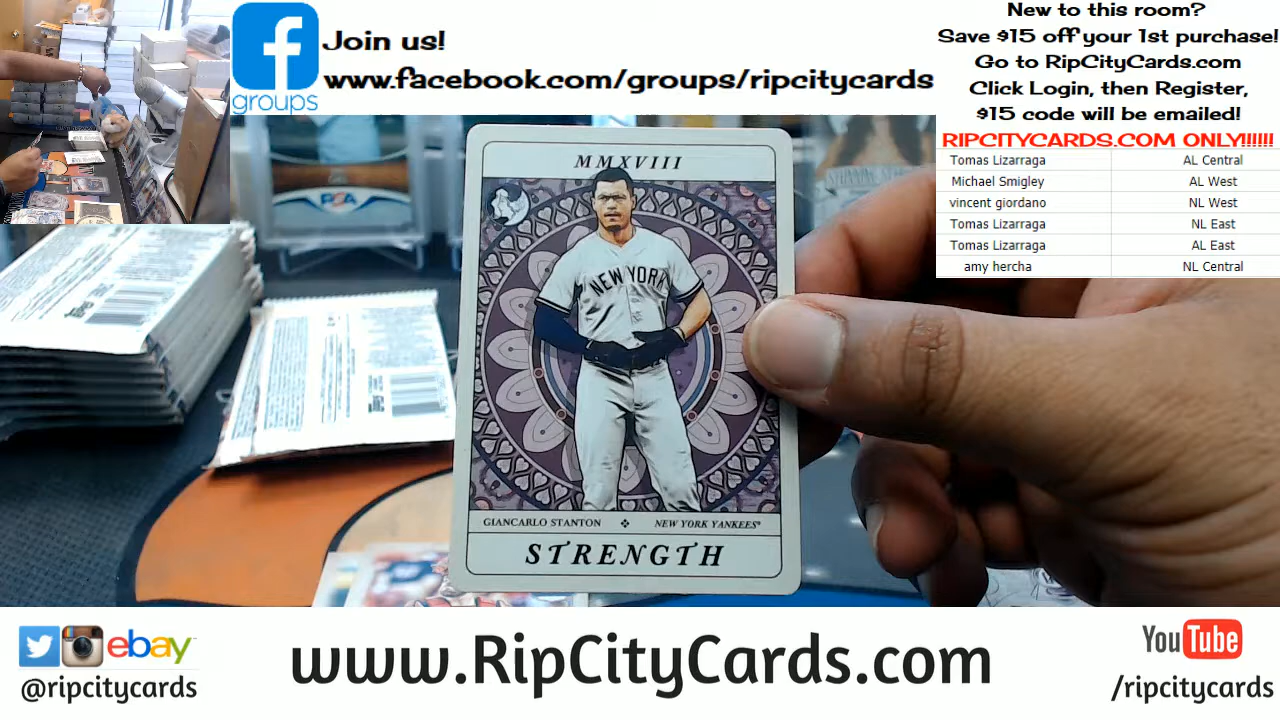 Join us!
www.facebook.com/groups/ripcitycards
f
groups
New to this room?
Save $15 off your 1st purchase!
Go to RipCityCards.com
Click Login, then Register,
$15 code will be emailed!
RIPCITYCARDS.COM ONLY!!!!!!
Tomas Lizarraga AL Central
Michael Smigley AL West
vincent giordano NL West
Tomas Lizarraga NL East
Tomas Lizarraga AL East
amy hercha NL Central
PSA
MMXVIII
NEW YORK
GIANCARLO STANTON NEW YORK YANKEES®
STRENGTH
ebay™
@ripcitycards
www.RipCityCards.com
YouTube
/ripcitycards